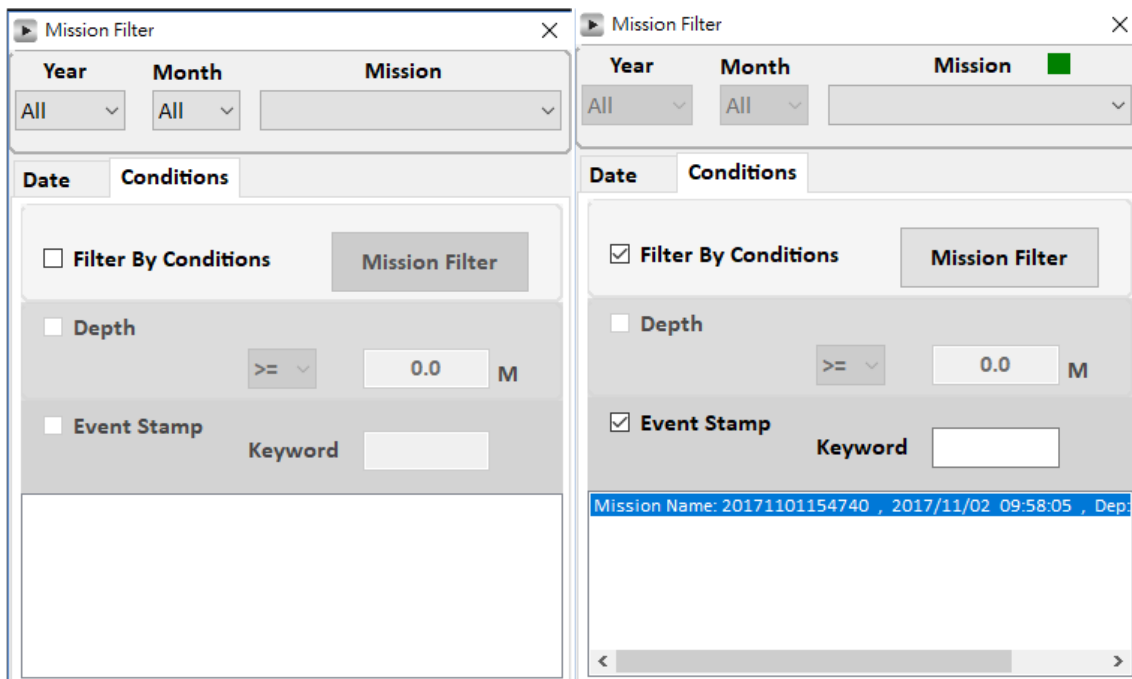 Mission Filter
Year Month Mission
All All
Date Conditions
Filter By Conditions Mission Filter
Depth
>= 0.0 M
Event Stamp
Keyword
Mission Filter
Year Month Mission
All All
Date Conditions
Filter By Conditions Mission Filter
Depth
>= 0.0 M
Event Stamp
Keyword
Mission Name: 20171101154740 , 2017/11/02 09:58:05 , Dep: